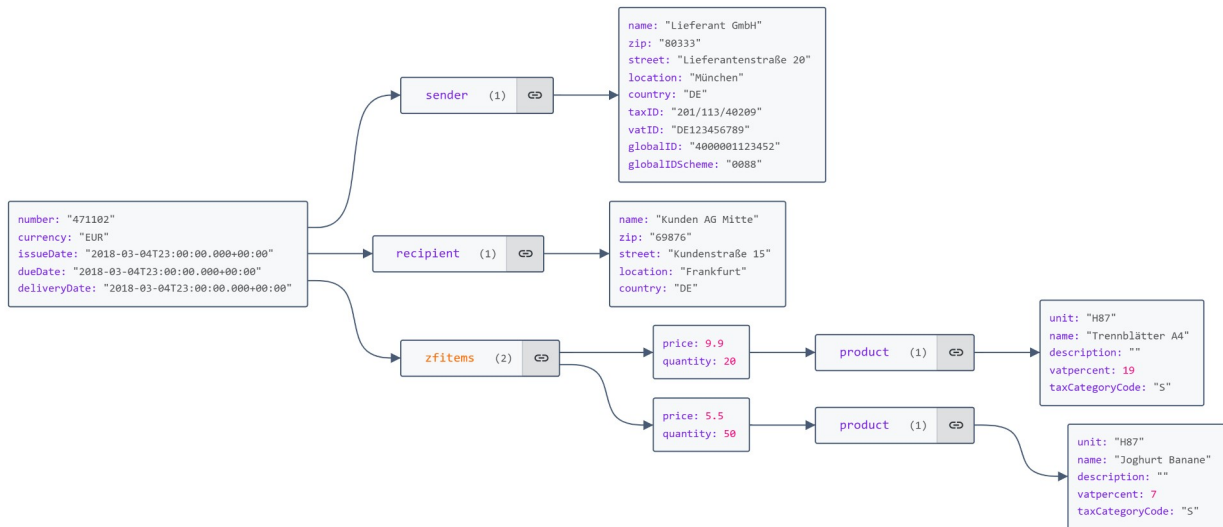 name: "Lieferant GmbH"
zip: "80333"
street: "Lieferantenstraße 20"
location: "München"
country: "DE"
taxID: "201/113/40209"
vatID: "DE123456789"
globalID: "4000001123452"
globalIDScheme: "0088"
sender (1)
number: "471102"
currency: "EUR"
issueDate: "2018-03-04T23:00:00.000+00:00"
dueDate: "2018-03-04T23:00:00.000+00:00"
deliveryDate: "2018-03-04T23:00:00.000+00:00"
recipient (1)
name: "Kunden AG Mitte"
zip: "69876"
street: "Kundenstraße 15"
location: "Frankfurt"
country: "DE"
zfitems (2)
price: 9.9
quantity: 20
product (1)
unit: "H87"
name: "Trennblätter A4"
description: ""
vatpercent: 19
taxCategoryCode: "S"
price: 5.5
quantity: 50
product (1)
unit: "H87"
name: "Joghurt Banane"
description: ""
vatpercent: 7
taxCategoryCode: "S"